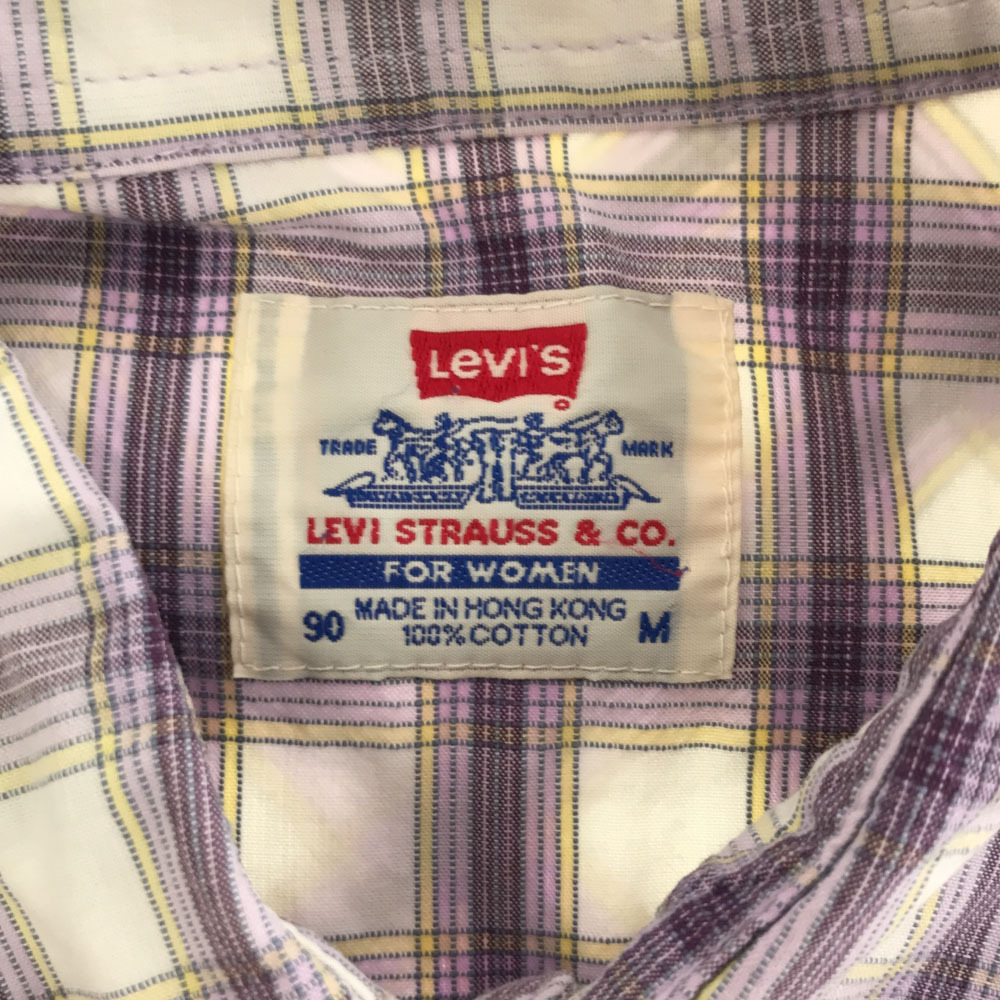 LEVI'S
TRADE MARK
LEVI STRAUSS & CO.
FOR WOMEN
90 MADE IN HONG KONG M
100% COTTON